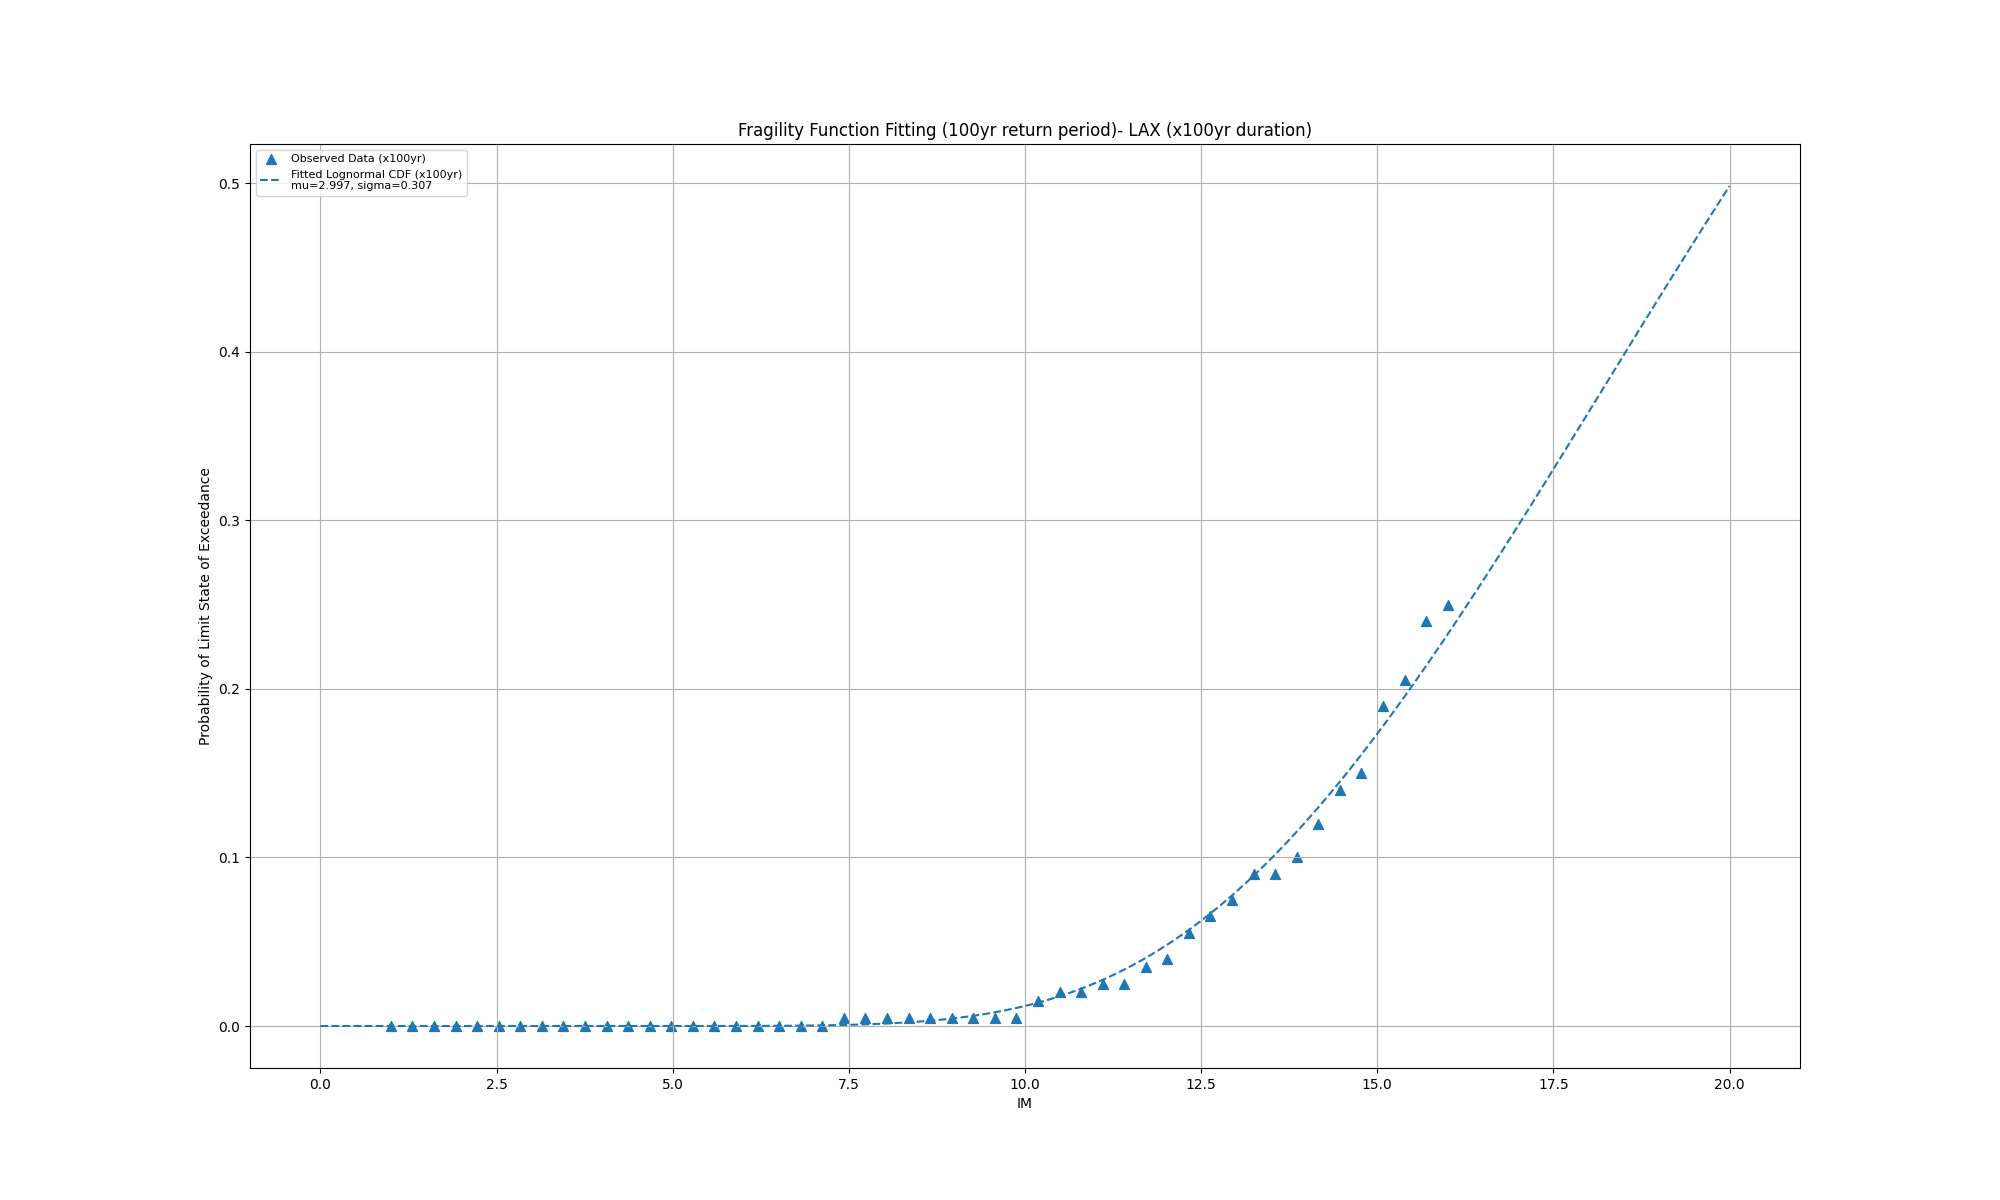 Fragility Function Fitting (100yr return period)- LAX (x100yr duration)
Observed Data (x100yr)
Fitted Lognormal CDF (x100yr)
mu=2.997, sigma=0.307
0.5
0.4
0.3
0.2
0.1
0.0
Probability of Limit State of Exceedance
0.0 2.5 5.0 7.5 10.0 12.5 15.0 17.5 20.0
IM